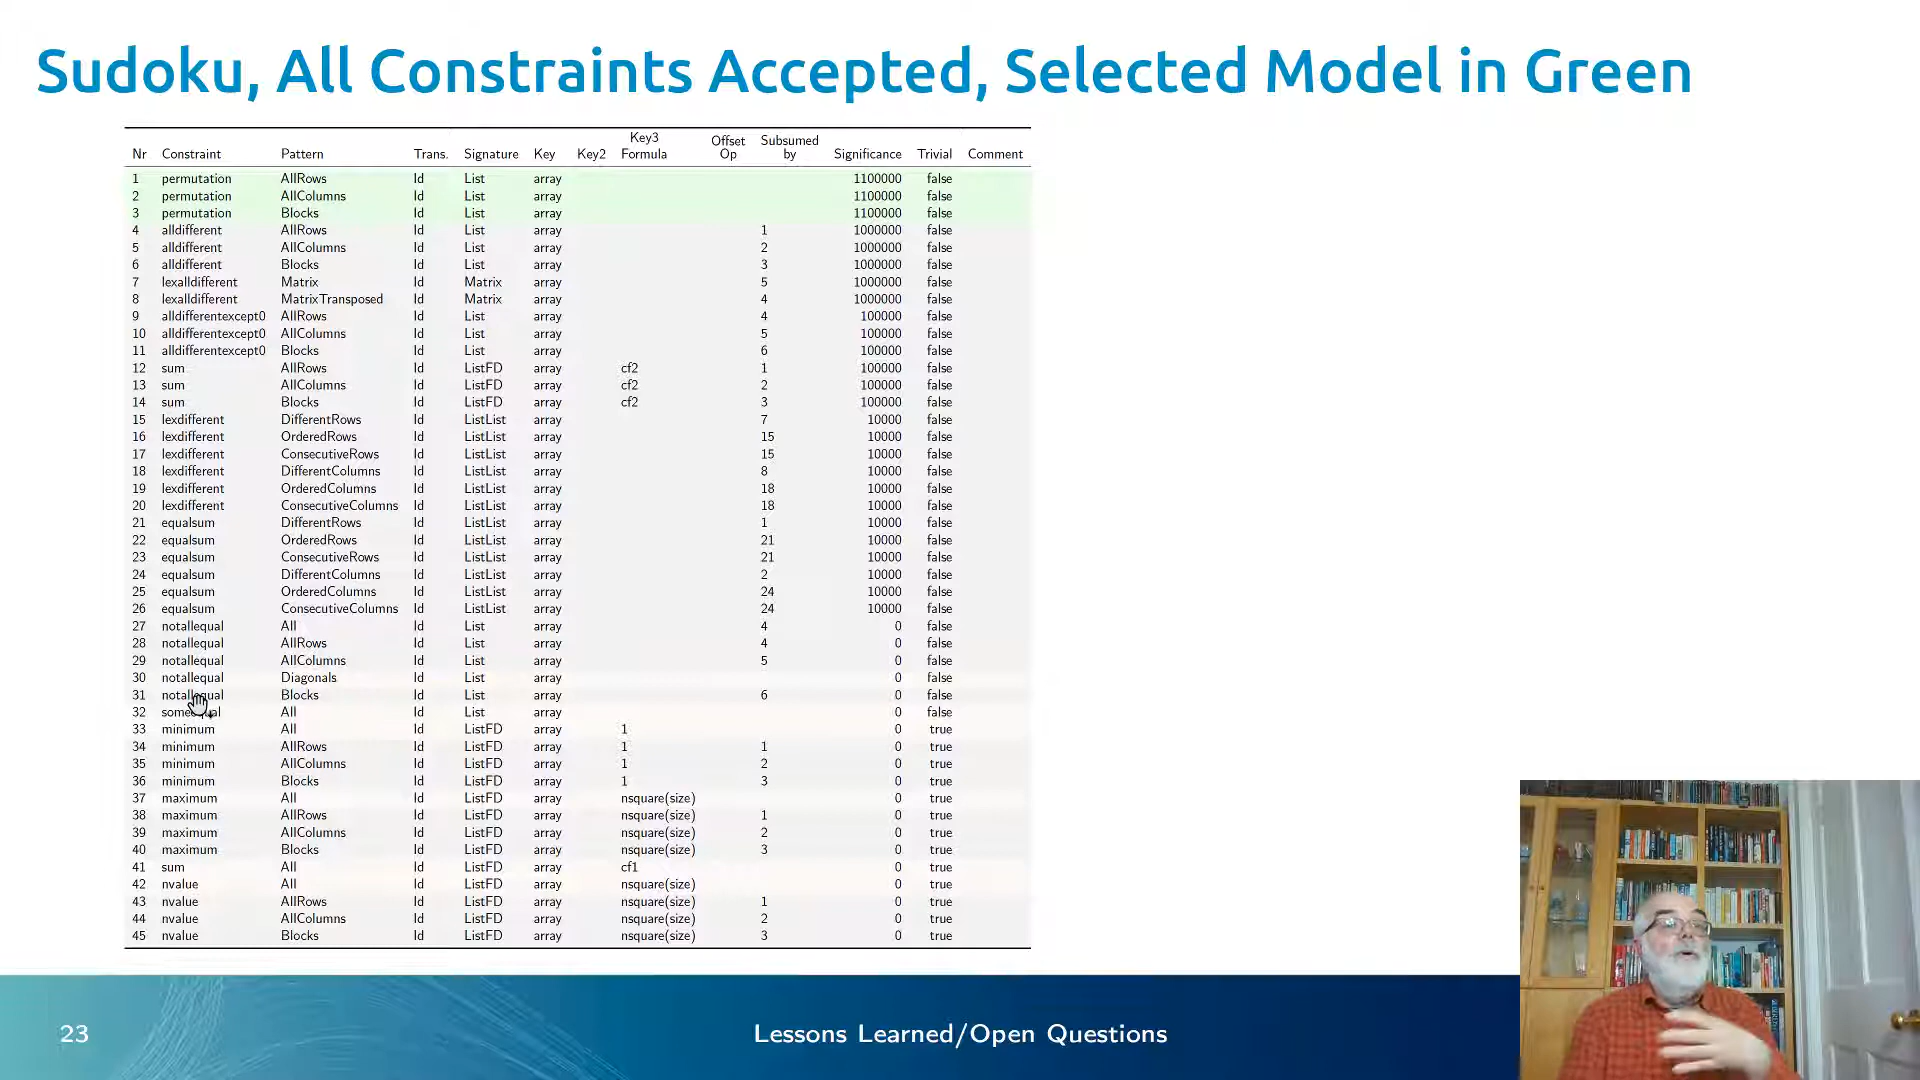 Sudoku, All Constraints Accepted, Selected Model in Green
Nr Constraint Pattern Trans. Signature Key Key2 Key3 Formula Offset Op Subsumed by Significance Trivial Comment
1 permutation AllRows Id List array 1100000 false
2 permutation AllColumns Id List array 1100000 false
3 permutation Blocks Id List array 1100000 false
4 alldifferent AllRows Id List array 1 1000000 false
5 alldifferent AllColumns Id List array 2 1000000 false
6 alldifferent Blocks Id List array 3 1000000 false
7 lexalldifferent Matrix Id Matrix array 5 1000000 false
8 lexalldifferent MatrixTransposed Id Matrix array 4 1000000 false
9 alldifferentexcept0 AllRows Id List array 4 100000 false
10 alldifferentexcept0 AllColumns Id List array 5 100000 false
11 alldifferentexcept0 Blocks Id List array 6 100000 false
12 sum AllRows Id ListFD array cf2 1 100000 false
13 sum AllColumns Id ListFD array cf2 2 100000 false
14 sum Blocks Id ListFD array cf2 3 100000 false
15 lexdifferent DifferentRows Id ListList array 7 10000 false
16 lexdifferent OrderedRows Id ListList array 15 10000 false
17 lexdifferent ConsecutiveRows Id ListList array 15 10000 false
18 lexdifferent DifferentColumns Id ListList array 8 10000 false
19 lexdifferent OrderedColumns Id ListList array 18 10000 false
20 lexdifferent ConsecutiveColumns Id ListList array 18 10000 false
21 equalsum DifferentRows Id ListList array 1 10000 false
22 equalsum OrderedRows Id ListList array 21 10000 false
23 equalsum ConsecutiveRows Id ListList array 21 10000 false
24 equalsum DifferentColumns Id ListList array 2 10000 false
25 equalsum OrderedColumns Id ListList array 24 10000 false
26 equalsum ConsecutiveColumns Id ListList array 24 10000 false
27 notallequal All Id List array 4 0 false
28 notallequal AllRows Id List array 4 0 false
29 notallequal AllColumns Id List array 5 0 false
30 notallequal Diagonals Id List array 0 false
31 notallequal Blocks Id List array 6 0 false
32 someequal All Id List array 0 false
33 minimum All Id ListFD array 1 0 true
34 minimum AllRows Id ListFD array 1 1 0 true
35 minimum AllColumns Id ListFD array 1 2 0 true
36 minimum Blocks Id ListFD array 1 3 0 true
37 maximum All Id ListFD array nsquare(size) 0 true
38 maximum AllRows Id ListFD array nsquare(size) 1 0 true
39 maximum AllColumns Id ListFD array nsquare(size) 2 0 true
40 maximum Blocks Id ListFD array nsquare(size) 3 0 true
41 sum All Id ListFD array cf1 0 true
42 nvalue All Id ListFD array nsquare(size) 0 true
43 nvalue AllRows Id ListFD array nsquare(size) 1 0 true
44 nvalue AllColumns Id ListFD array nsquare(size) 2 0 true
45 nvalue Blocks Id ListFD array nsquare(size) 3 0 true
23
Lessons Learned/Open Questions